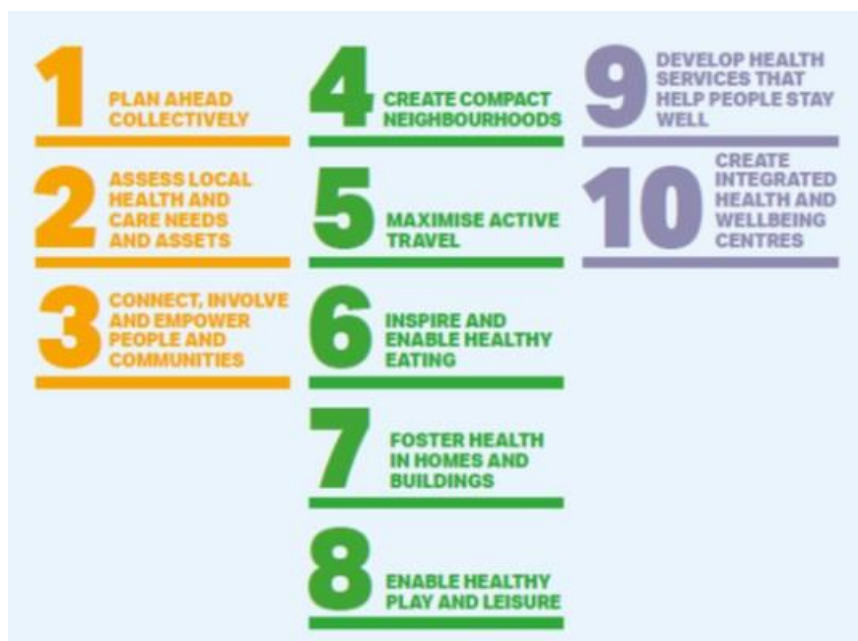 1
PLAN AHEAD
COLLECTIVELY
2
ASSESS LOCAL
HEALTH AND
CARE NEEDS
AND ASSETS
3
CONNECT, INVOLVE
AND EMPOWER
PEOPLE AND
COMMUNITIES
4
CREATE COMPACT
NEIGHBOURHOODS
5
MAXIMISE ACTIVE
TRAVEL
6
INSPIRE AND
ENABLE HEALTHY
EATING
7
FOSTER HEALTH
IN HOMES AND
BUILDINGS
8
ENABLE HEALTHY
PLAY AND LEISURE
9
DEVELOP HEALTH
SERVICES THAT
HELP PEOPLE STAY
WELL
10
CREATE
INTEGRATED
HEALTH AND
WELLBEING
CENTRES